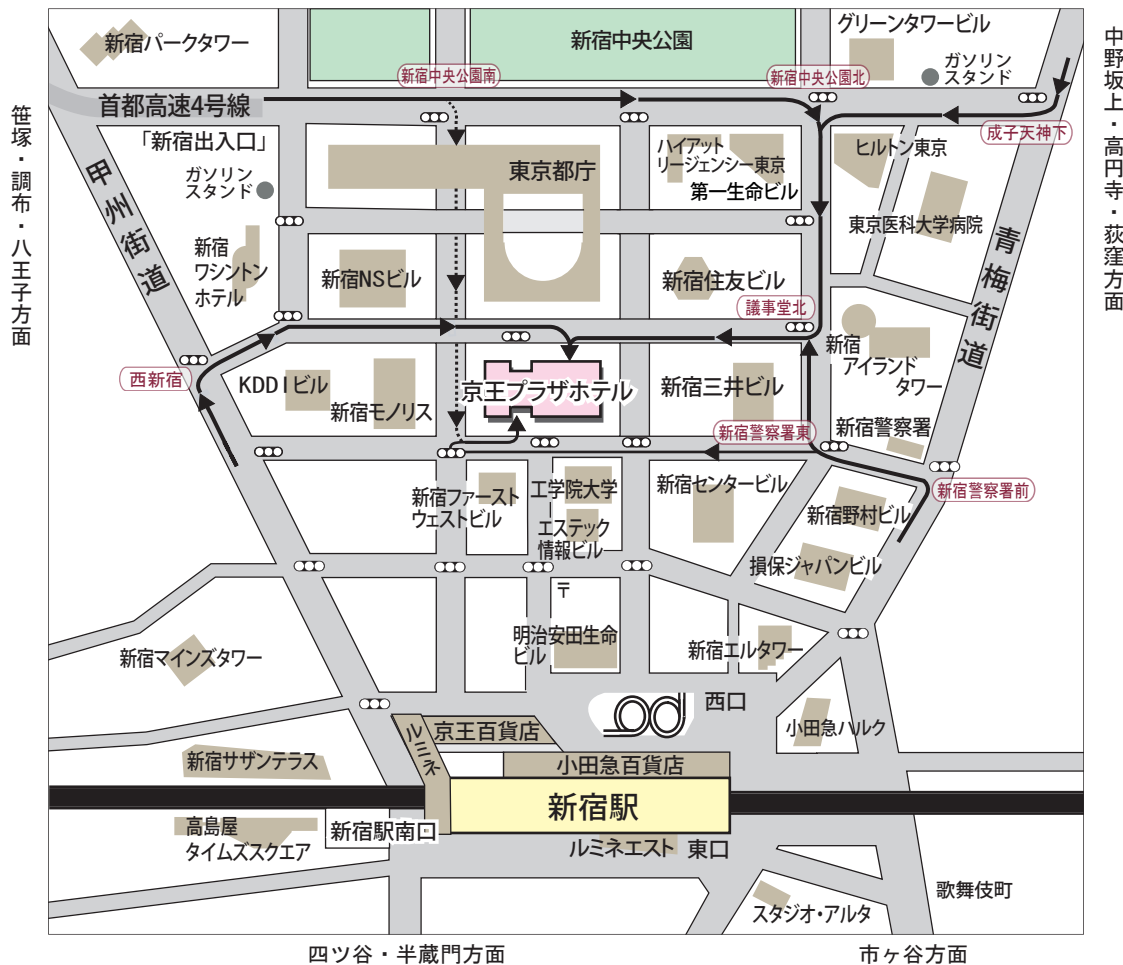 グリーンタワービル
新宿パークタワー
新宿中央公園
ガソリン
スタンド
新宿中央公園南
新宿中央公園北
首都高速4号線
成子天神下
「新宿出入口」
ガソリン
スタンド
東京都庁
ハイアット
リージェンシー東京
第一生命ビル
ヒルトン東京
東京医科大学病院
甲州街道
青梅街道
笹塚・調布・八王子方面
中野坂上・高円寺・荻窪方面
新宿
ワシントン
ホテル
新宿NSビル
新宿住友ビル
議事堂北
新宿
アイランド
タワー
西新宿
KDDIビル
新宿モノリス
京王プラザホテル
新宿三井ビル
新宿警察署東
新宿警察署
新宿警察署前
新宿ファースト
ウェストビル
工学院大学
エステック
情報ビル
新宿センタービル
新宿野村ビル
損保ジャパンビル
〒
明治安田生命
ビル
新宿エルタワー
新宿マインズタワー
西口
小田急ハルク
ルミネ
京王百貨店
新宿サザンテラス
小田急百貨店
新宿駅
高島屋
タイムズスクエア
新宿駅南口
ルミネエスト
東口
スタジオ・アルタ
歌舞伎町
四ツ谷・半蔵門方面
市ヶ谷方面